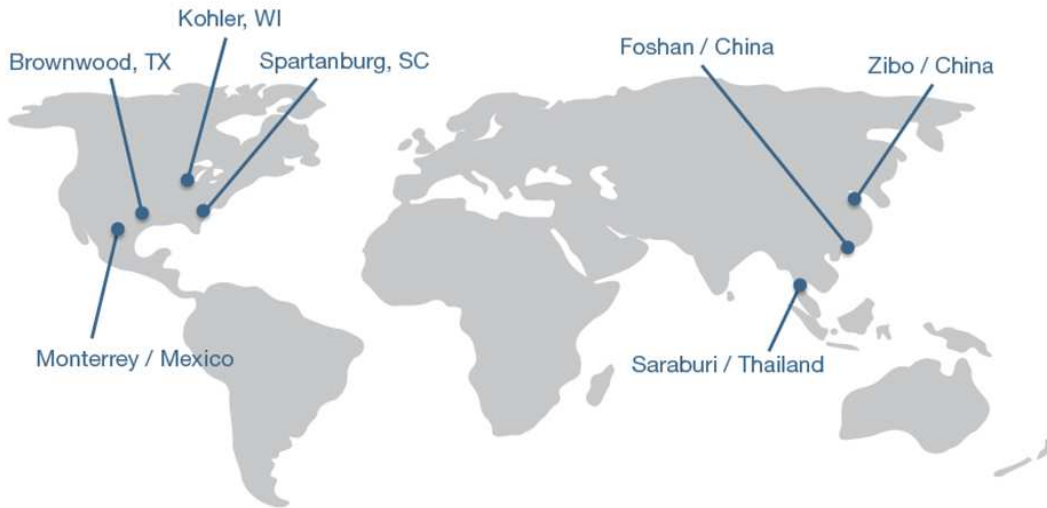 Kohler, WI
Brownwood, TX
Spartanburg, SC
Foshan / China
Zibo / China
Monterrey / Mexico
Saraburi / Thailand